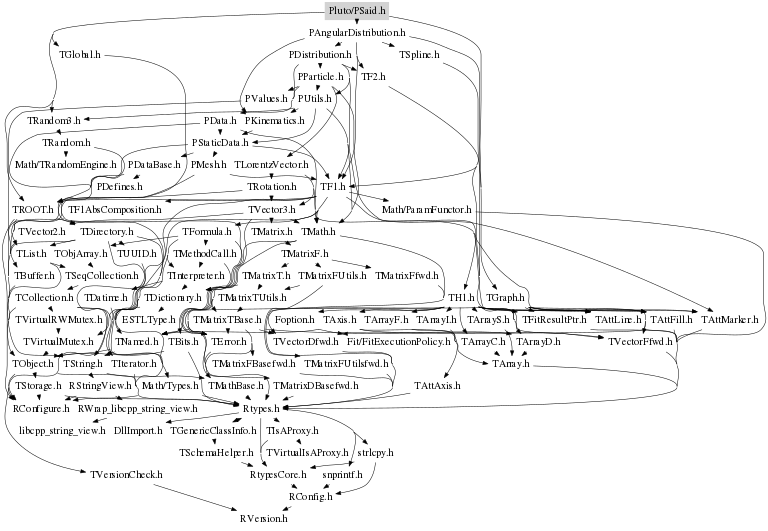 Pluto/PSaid.h
PAngularDistribution.h
TGlobal.h PDistribution.h TSpline.h
PParticle.h TF2.h
PValues.h PUtils.h
TRandom3.h PData.h PKinematics.h
TRandom.h PStaticData.h
Math/TRandomEngine.h PDataBase.h PMesh.h TLorentzVector.h
PDefines.h TRotation.h TF1.h
TROOT.h TF1AbsComposition.h TVector3.h Math/ParamFunctor.h
TVector2.h TDirectory.h TFormula.h TMatrix.h TMath.h
TList.h TObjArray.h TUUID.h TMethodCall.h TMatrixF.h
TBuffer.h TSeqCollection.h TInterpreter.h TMatrixT.h TMatrixFUtils.h TMatrixFfwd.h
TCollection.h TDatime.h TDictionary.h TMatrixTUtils.h TH1.h TGraph.h
TVirtualRWMutex.h ESTLType.h TMatrixTBase.h Foption.h TAxis.h TArrayF.h TArrayI.h TArrayS.h TFitResultPtr.h TAttLine.h TAttFill.h TAttMarker.h
TVirtualMutex.h TNamed.h TBits.h TError.h TVectorDfwd.h Fit/FitExecutionPolicy.h TArrayC.h TArrayD.h TVectorFfwd.h
TObject.h TString.h TIterator.h TMatrixFBasefwd.h TMatrixFUtilsfwd.h TArray.h
TStorage.h RStringView.h Math/Types.h TMathBase.h TMatrixDBasefwd.h TAttAxis.h
RConfigure.h RWrap_libcpp_string_view.h Rtypes.h
libcpp_string_view.h DllImport.h TGenericClassInfo.h TIsAProxy.h
TSchemaHelper.h TVirtualIsAProxy.h strlcpy.h
TVersionCheck.h RtypesCore.h snprintf.h
RConfig.h
RVersion.h